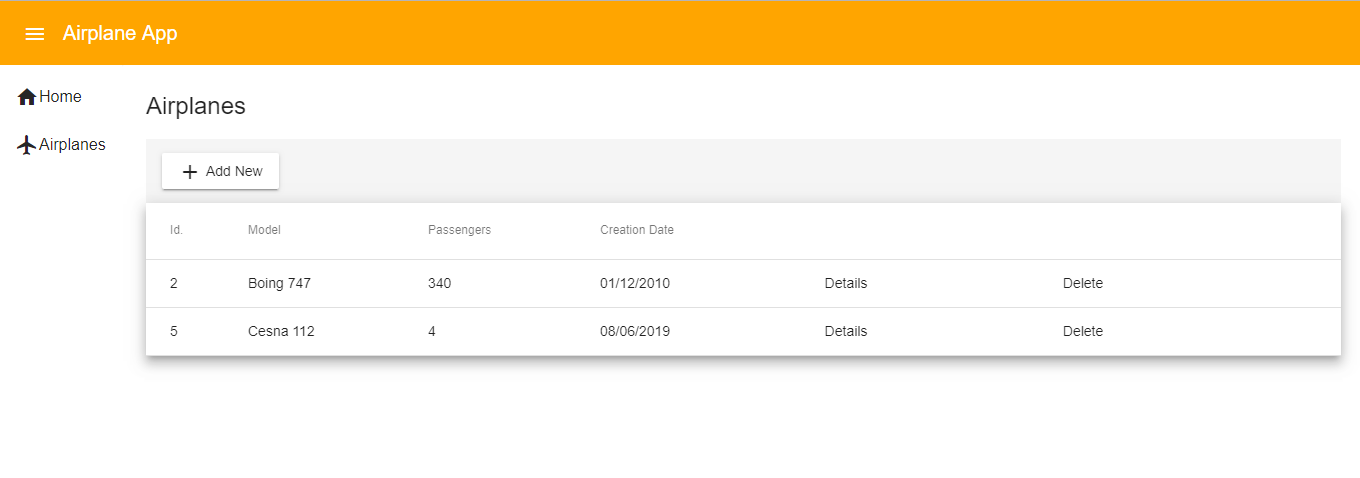 Airplane App
Home
Airplanes
Airplanes
Add New
Id. Model Passengers Creation Date
2 Boing 747 340 01/12/2010 Details Delete
5 Cesna 112 4 08/06/2019 Details Delete